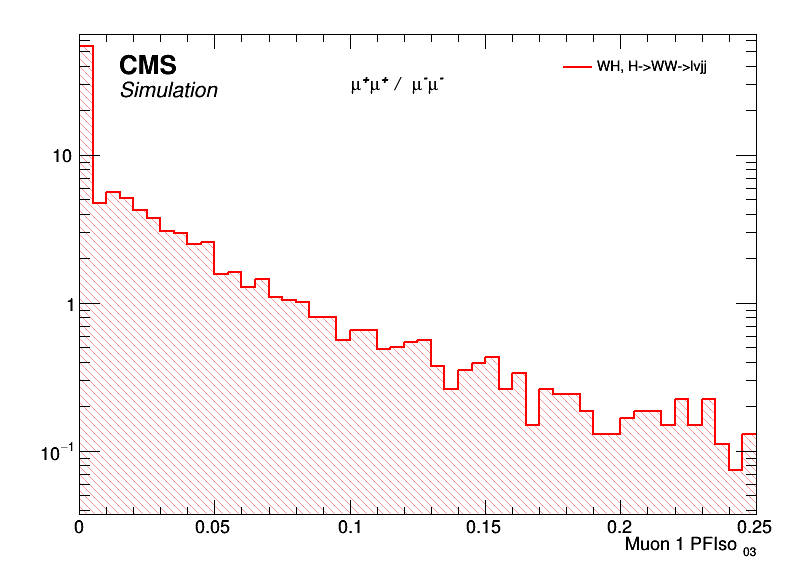 CMS
Simulation
μ⁺μ⁺ / μ⁻μ⁻
WH, H->WW->lvjj
10
1
10⁻¹
0 0.05 0.1 0.15 0.2 0.25
Muon 1 PFIso ₀₃